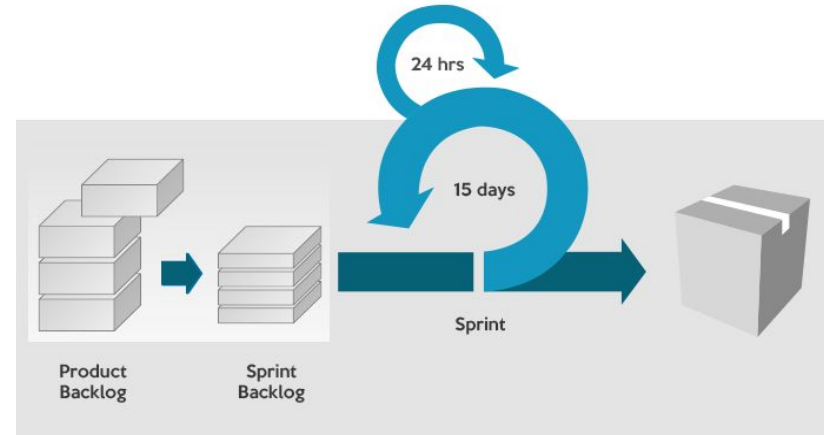 24 hrs
15 days
Sprint
Product
Backlog
Sprint
Backlog